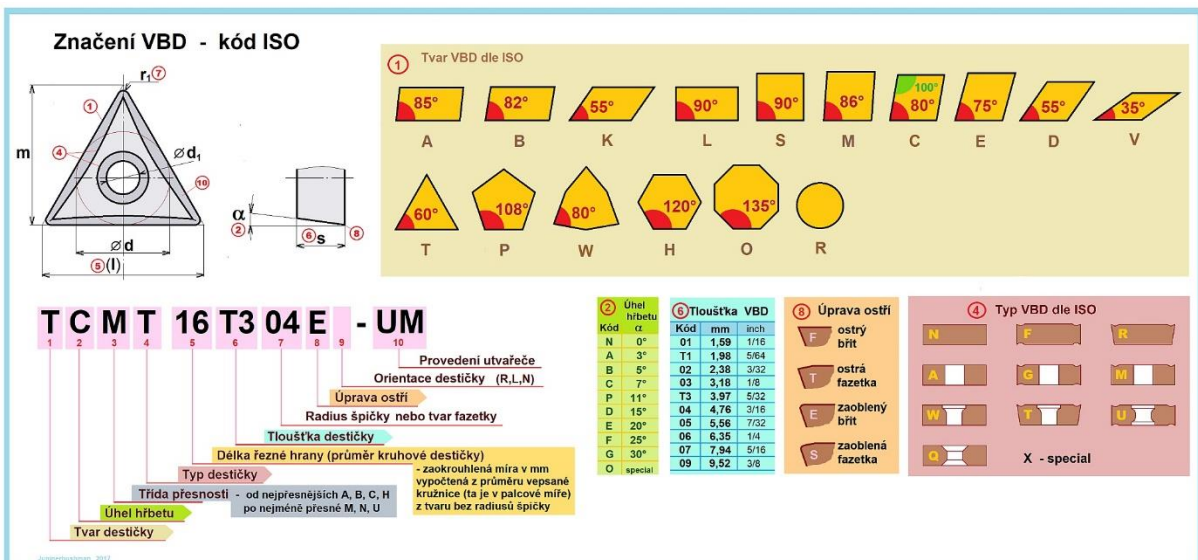 Značení VBD - kód ISO
r₁ 7
1
m
4
⌀ d₁
10
⌀ d
5 (l)
α
2
6 s
8
1 Tvar VBD dle ISO
85° 82° 55° 90° 90° 86° 100° 80° 75° 55° 35°
A B K L S M C E D V
60° 108° 80° 120° 135°
T P W H O R
T C M T 16 T3 04 E - UM
1 2 3 4 5 6 7 8 9 10
Provedení utvařeče
Orientace destičky (R,L,N)
Úprava ostří
Radius špičky nebo tvar fazetky
Tloušťka destičky
Délka řezné hrany (průměr kruhové destičky)
- zaokrouhlená míra v mm
vypočtená z průměru vepsané
kružnice (ta je v palcové míře)
z tvaru bez radiusů špičky
Typ destičky
Třída přesnosti - od nejpřesnějších A, B, C, H
po nejméně přesné M, N, U
Úhel hřbetu
Tvar destičky
2 Úhel
hřbetu
Kód α
N 0°
A 3°
B 5°
C 7°
P 11°
D 15°
E 20°
F 25°
G 30°
O special
6 Tloušťka VBD
Kód mm inch
01 1,59 1/16
T1 1,98 5/64
02 2,38 3/32
03 3,18 1/8
T3 3,97 5/32
04 4,76 3/16
05 5,56 7/32
06 6,35 1/4
07 7,94 5/16
09 9,52 3/8
8 Úprava ostří
F ostrý
břit
T ostrá
fazetka
E zaoblený
břit
S zaoblená
fazetka
4 Typ VBD dle ISO
N F R
A G M
W T U
Q X - special